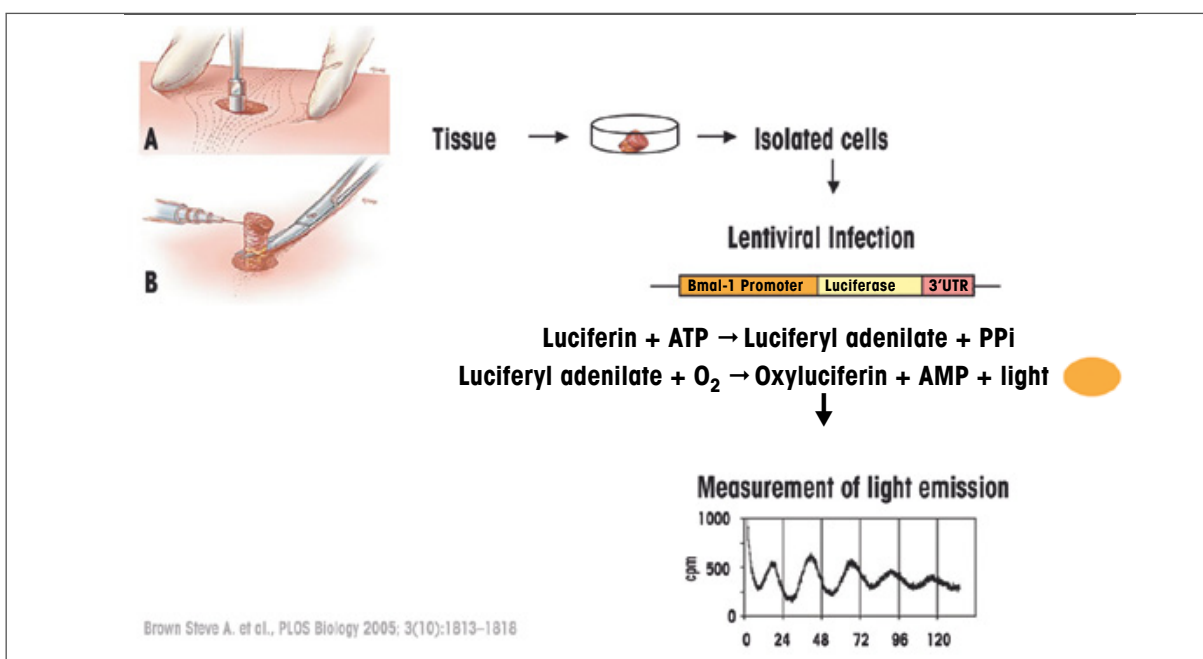 A
B
Tissue → → Isolated cells
Lentiviral Infection
Bmal-1 Promoter Luciferase 3'UTR
Luciferin + ATP → Luciferyl adenilate + PPi
Luciferyl adenilate + O₂ → Oxyluciferin + AMP + light
Measurement of light emission
1000
500
0
cpm
0 24 48 72 96 120
Brown Steve A. et al., PLOS Biology 2005; 3(10):1813–1818